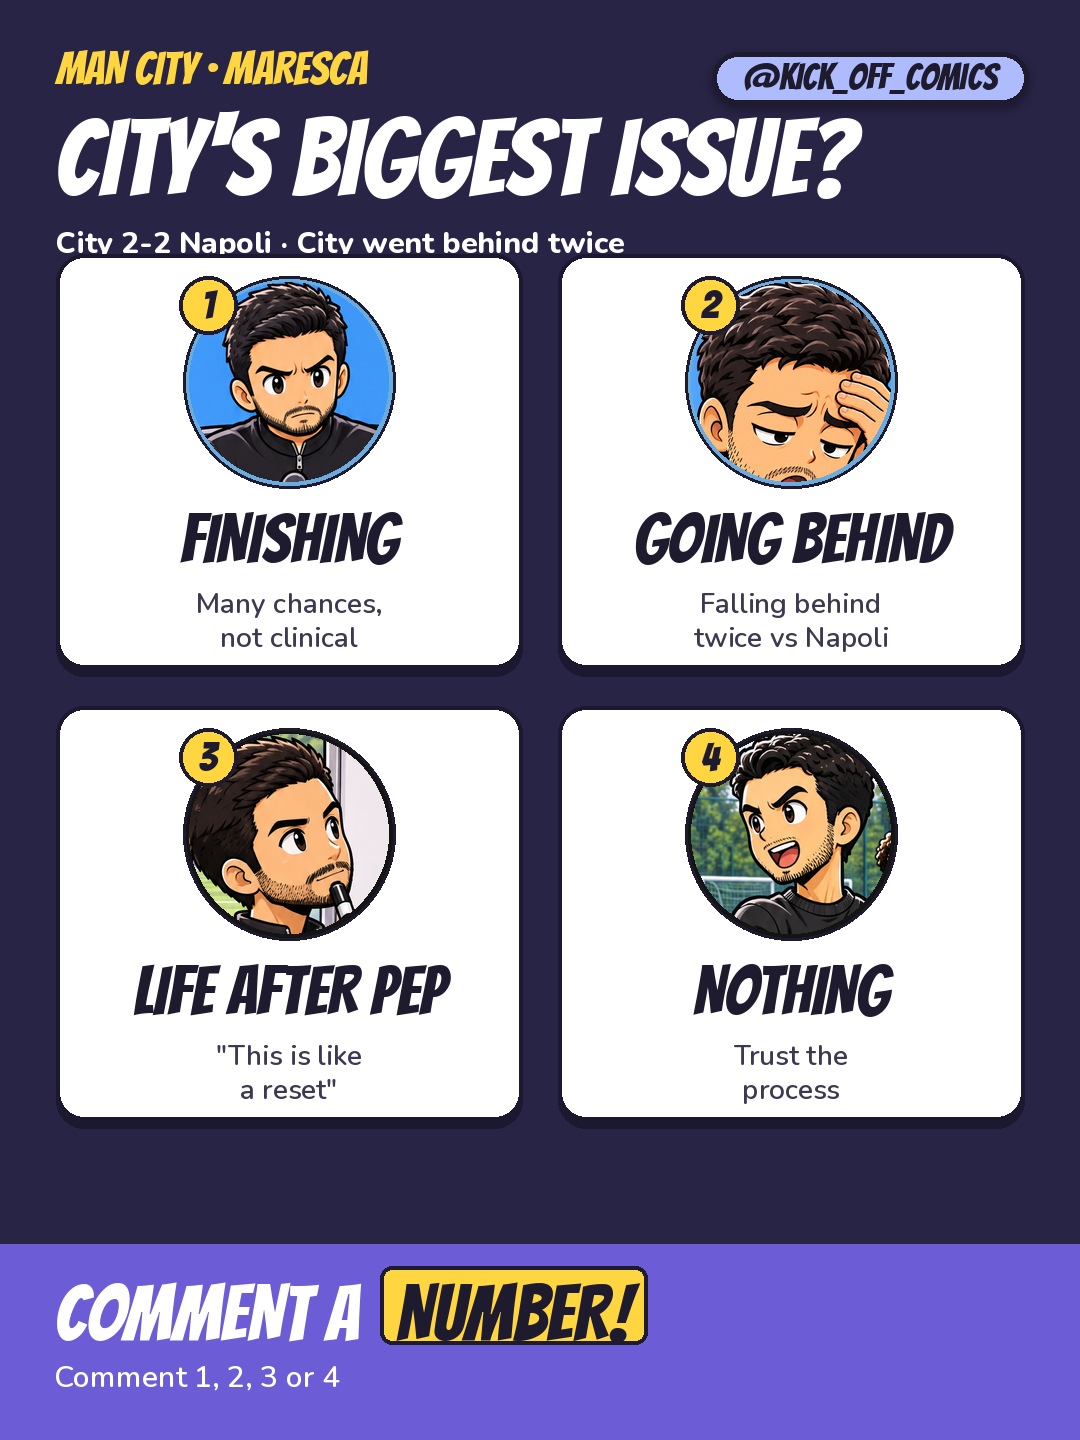 MAN CITY · MARESCA
@KICK_OFF_COMICS
CITY'S BIGGEST ISSUE?
City 2-2 Napoli · City went behind twice
1
FINISHING
Many chances,
not clinical
2
GOING BEHIND
Falling behind
twice vs Napoli
3
LIFE AFTER PEP
"This is like
a reset"
4
NOTHING
Trust the
process
COMMENT A NUMBER!
Comment 1, 2, 3 or 4